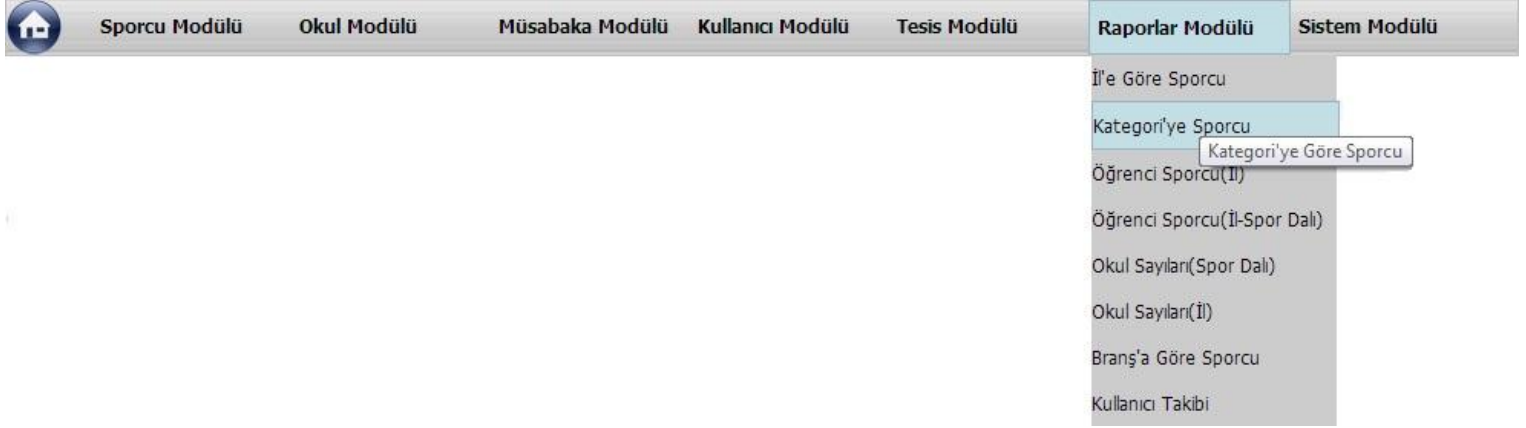 Sporcu Modülü Okul Modülü Müsabaka Modülü Kullanıcı Modülü Tesis Modülü Raporlar Modülü Sistem Modülü
İl'e Göre Sporcu
Kategori'ye Sporcu
Kategori'ye Göre Sporcu
Öğrenci Sporcu(İl)
Öğrenci Sporcu(İl-Spor Dalı)
Okul Sayıları(Spor Dalı)
Okul Sayıları(İl)
Branş'a Göre Sporcu
Kullanıcı Takibi